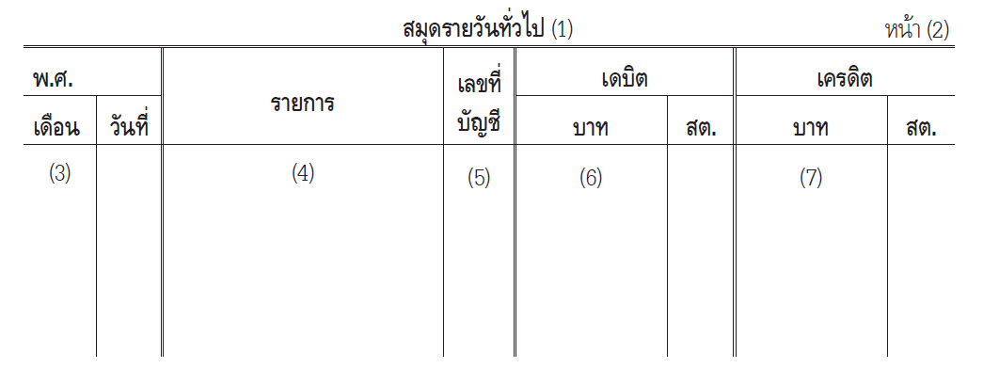 สมุดรายวันทั่วไป (1) หน้า (2)
พ.ศ. รายการ เลขที่บัญชี เดบิต เครดิต
เดือน วันที่ บาท สต. บาท สต.
(3) (4) (5) (6) (7)